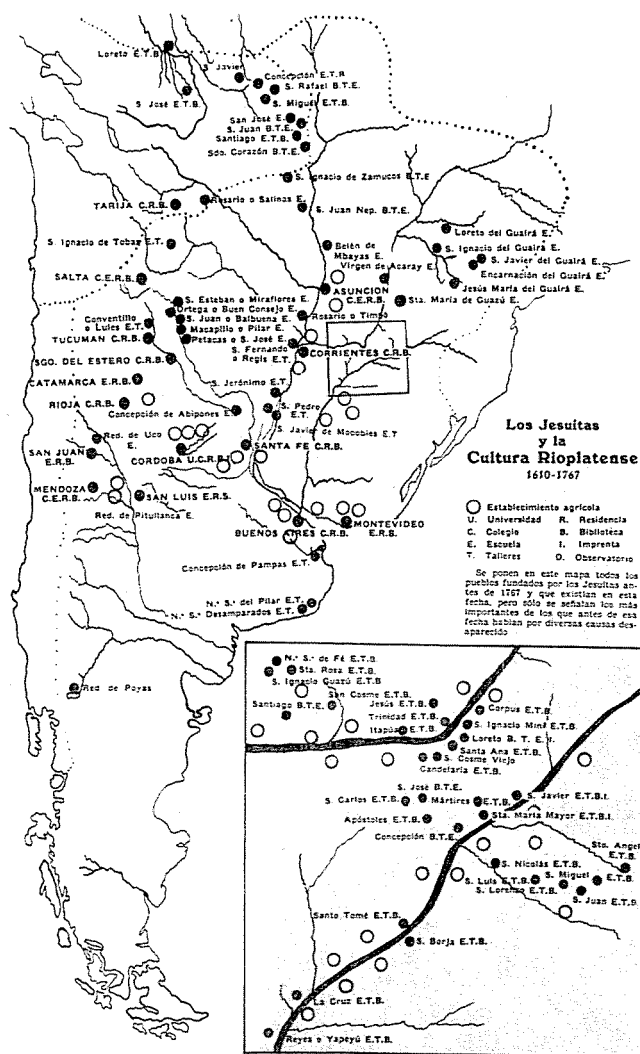 Loreto E.T.B.
S. Javier
Concepción E.T.B
S. Rafael B.T.E.
S. José E.T.B.
S. Miguel E.T.B.
San José E.
S. Juan B.T.E.
Santiago E.T.B.
Sdo. Corazón B.T.E.
S. Ignacio de Zamucos B.T.E
TARIJA C.R.B.
Rosario o Salinas E.
S. Juan Nep. B.T.E.
Loreto del Guairá E.
S. Ignacio de Tobas E.T.
Belén de
Mbayas E.
S. Ignacio del Guairá E.
Virgen de Acaray E.
S. Javier del Guairá E.
Encarnación del Guairá E.
SALTA C.E.R.B.
Jesús María del Guairá E.
ASUNCION
C.E.R.B.
Sta. María de Guazú E.
S. Esteban o Miraflores E.
Ortega o Buen Consejo E.
Conventillo
o Lules E.T.
S. Juan o Balbuena E.
Rosario o Timbó
Macapillo o Pilar E.
TUCUMAN C.R.B.
Petacas o S. José E.
S. Fernando
o Regis E.T.
CORRIENTES C.R.B.
SGO. DEL ESTERO C.R.B.
CATAMARCA E.R.B.
S. Jerónimo E.T.
RIOJA C.R.B.
Concepción de Abipones E.
S. Pedro
E.T.
S. Javier de Mocobíes E.T
Red. de Uco
E.
SAN JUAN
E.R.B.
CORDOBA U.C.R.B.I.
SANTA FE C.R.B.
MENDOZA
C.E.R.B.
SAN LUIS E.R.S.
Red. de Pitullanca E.
BUENOS AIRES C.R.B.
MONTEVIDEO
E.R.B.
Concepción de Pampas E.T.
N.ª S.ª del Pilar E.T.
N.ª S.ª Desamparados E.T.
Red de Poyas
Los Jesuitas
y la
Cultura Rioplatense
1610-1767
Establecimiento agrícola
U. Universidad R. Residencia
C. Colegio B. Biblioteca
E. Escuela I. Imprenta
T. Talleres O. Observatorio
Se ponen en este mapa todos los
pueblos fundados por los Jesuitas an-
tes de 1767 y que existían en esta
fecha, pero sólo se señalan los más
importantes de los que antes de esa
fecha habían por diversas causas des-
aparecido
N.ª S.ª de Fé E.T.B.
Sta. Rosa E.T.B.
S. Ignacio Guazú E.T.B
San Cosme E.T.B.
Santiago B.T.E.
Jesús E.T.B.
Corpus E.T.B.
Trinidad E.T.B.
Itapúa E.T.B.
S. Ignacio Miní E.T.B.
Loreto B. T. E.
Santa Ana E.T.B.
S. Cosme Viejo
Candelaria E.T.B.
S. José B.T.E.
S. Carlos E.T.B.
Mártires E.T.B.
S. Javier E.T.B.I.
Apóstoles E.T.B.
Sta. María Mayor E.T.B.I.
Concepción B.T.E.
Sto. Angel
E.T.B.
S. Nicolás E.T.B.
S. Luis E.T.B.
S. Miguel
E.T.B.
S. Lorenzo E.T.B.
S. Juan E.T.B.
Santo Tomé E.T.B.
S. Borja E.T.B.
La Cruz E.T.B.
Reyes o Yapeyú E.T.B.